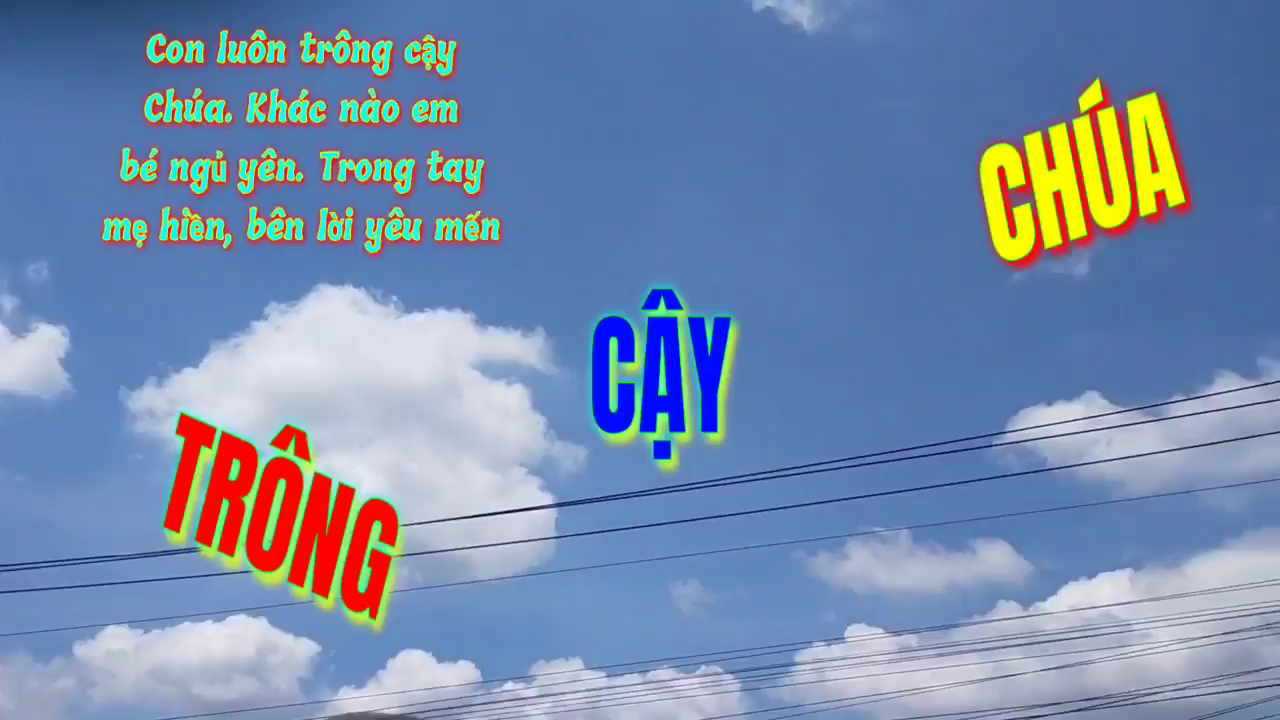 Con luôn trông cậy
Chúa. Khác nào em
bé ngủ yên. Trong tay
mẹ hiền, bên lời yêu mến
CHÚA
CẬY
TRÔNG